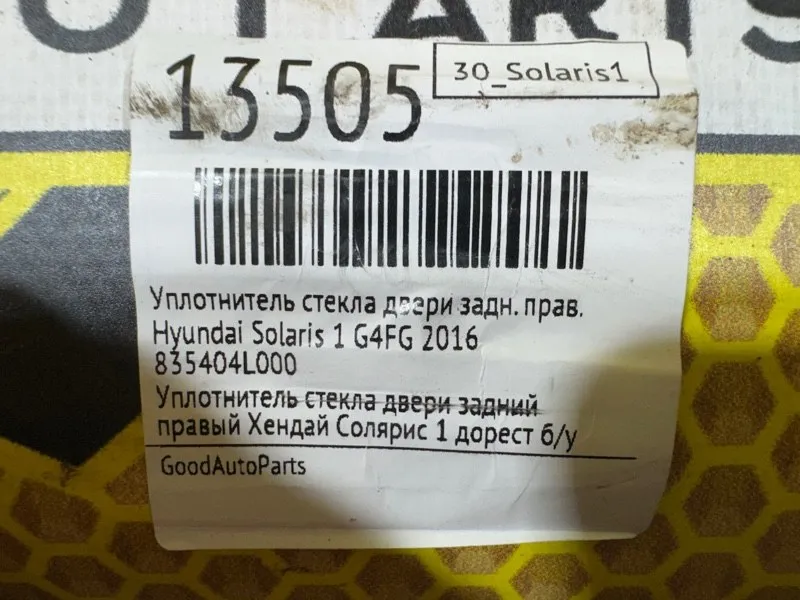 13505
30_Solaris1
Уплотнитель стекла двери задн. прав.
Hyundai Solaris 1 G4FG 2016
835404L000
Уплотнитель стекла двери задний
правый Хендай Солярис 1 дорест б/у
GoodAutoParts